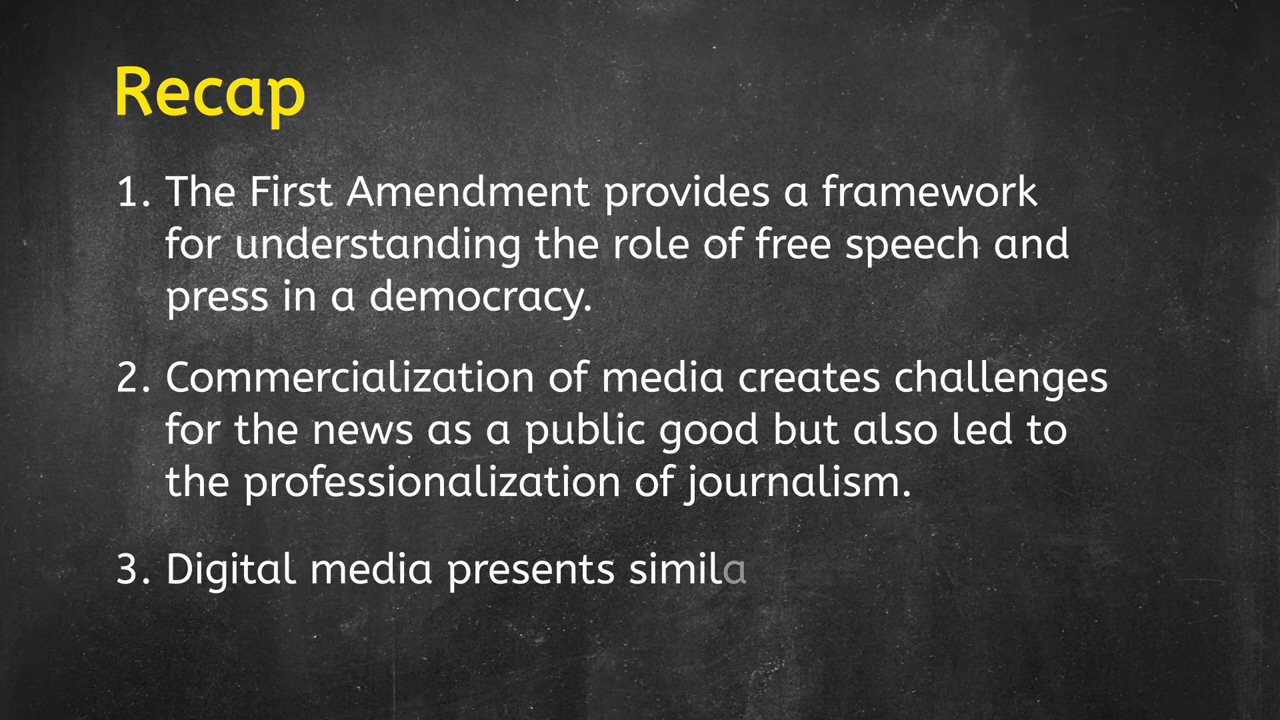 Recap
1. The First Amendment provides a framework
for understanding the role of free speech and
press in a democracy.
2. Commercialization of media creates challenges
for the news as a public good but also led to
the professionalization of journalism.
3. Digital media presents simila